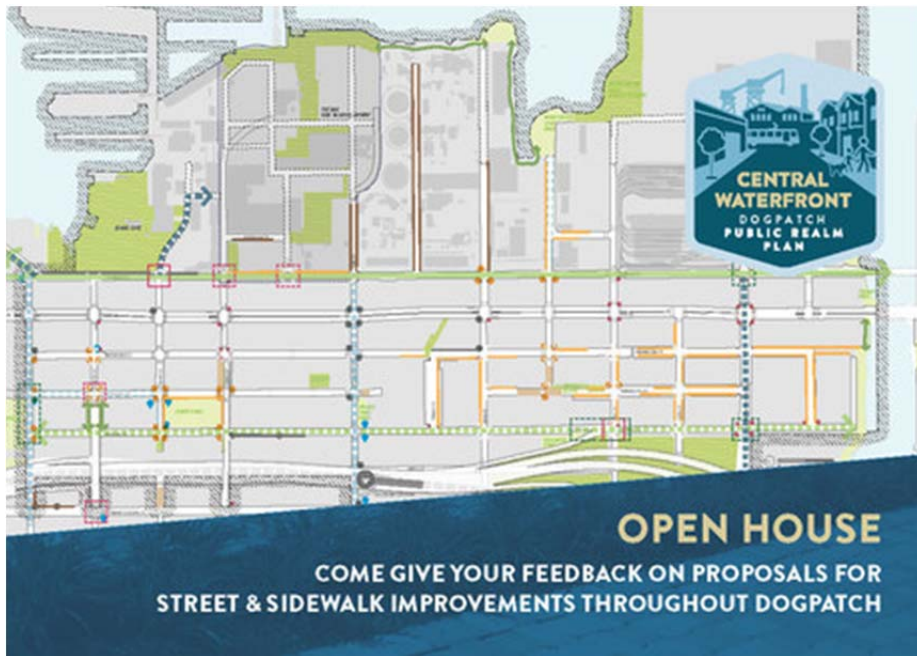 CENTRAL
WATERFRONT
DOGPATCH
PUBLIC REALM
PLAN
OPEN HOUSE
COME GIVE YOUR FEEDBACK ON PROPOSALS FOR
STREET & SIDEWALK IMPROVEMENTS THROUGHOUT DOGPATCH